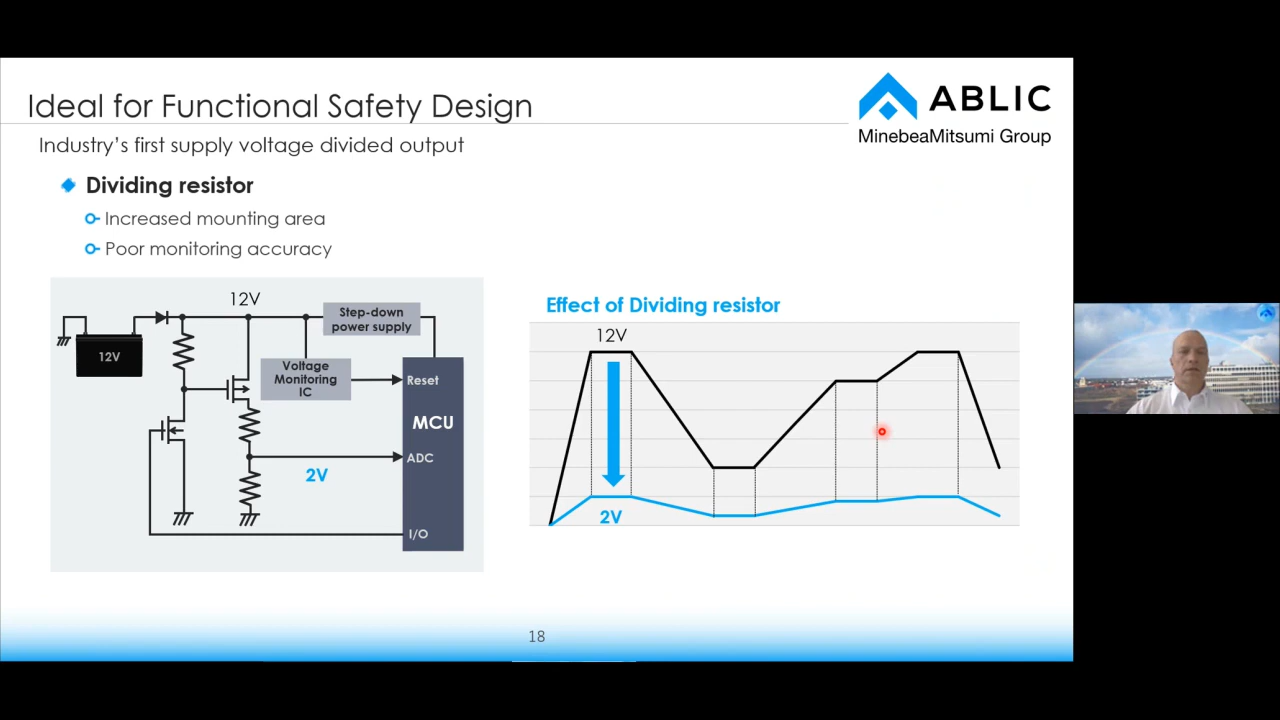 Ideal for Functional Safety Design
ABLIC
MinebeaMitsumi Group
Industry's first supply voltage divided output
Dividing resistor
Increased mounting area
Poor monitoring accuracy
12V
Step-down
power supply
12V
Voltage
Monitoring
IC
Reset
MCU
ADC
2V
I/O
Effect of Dividing resistor
12V
2V
18